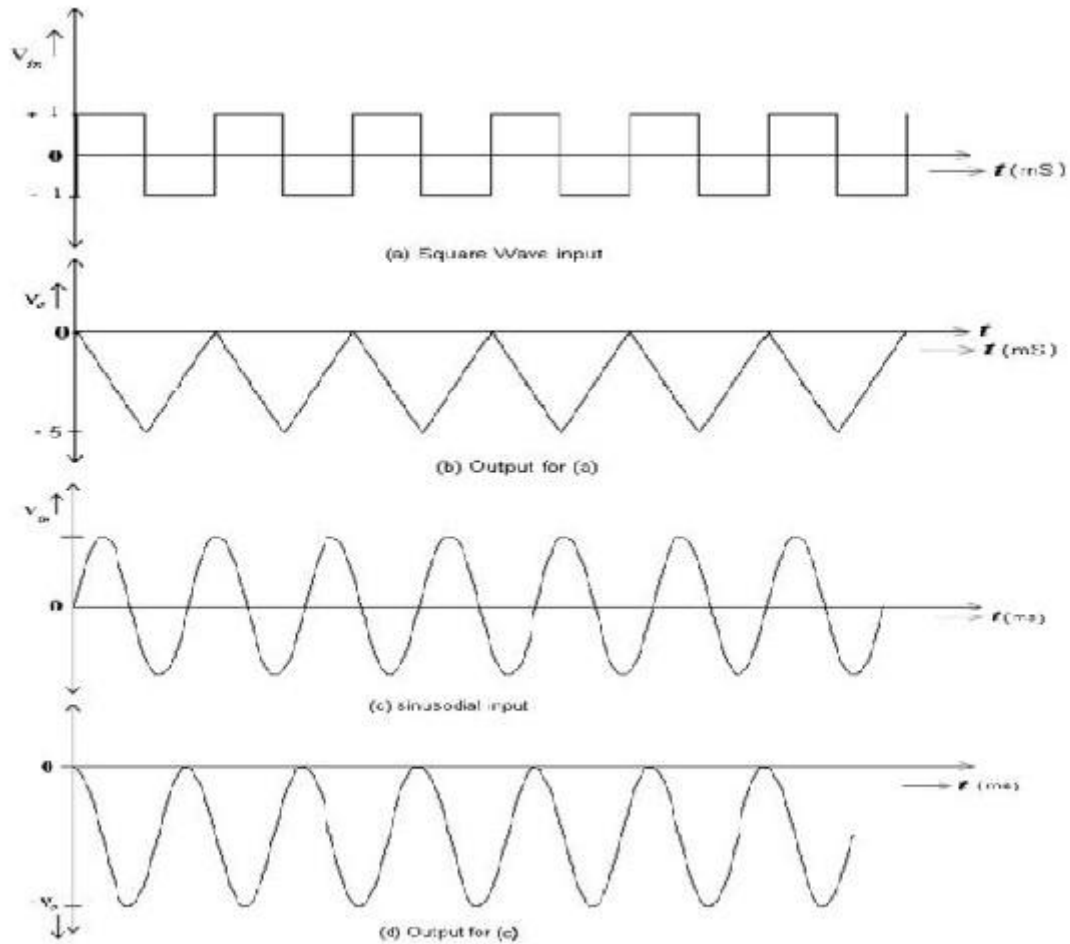 V_in
+ 1
0
- 1
t (mS)
(a) Square Wave input
V_o
0
t
t (mS)
- 5
(b) Output for (a)
0
t (ms)
(c) sinusodial input
0
t (ms)
- V_o
(d) Output for (c)